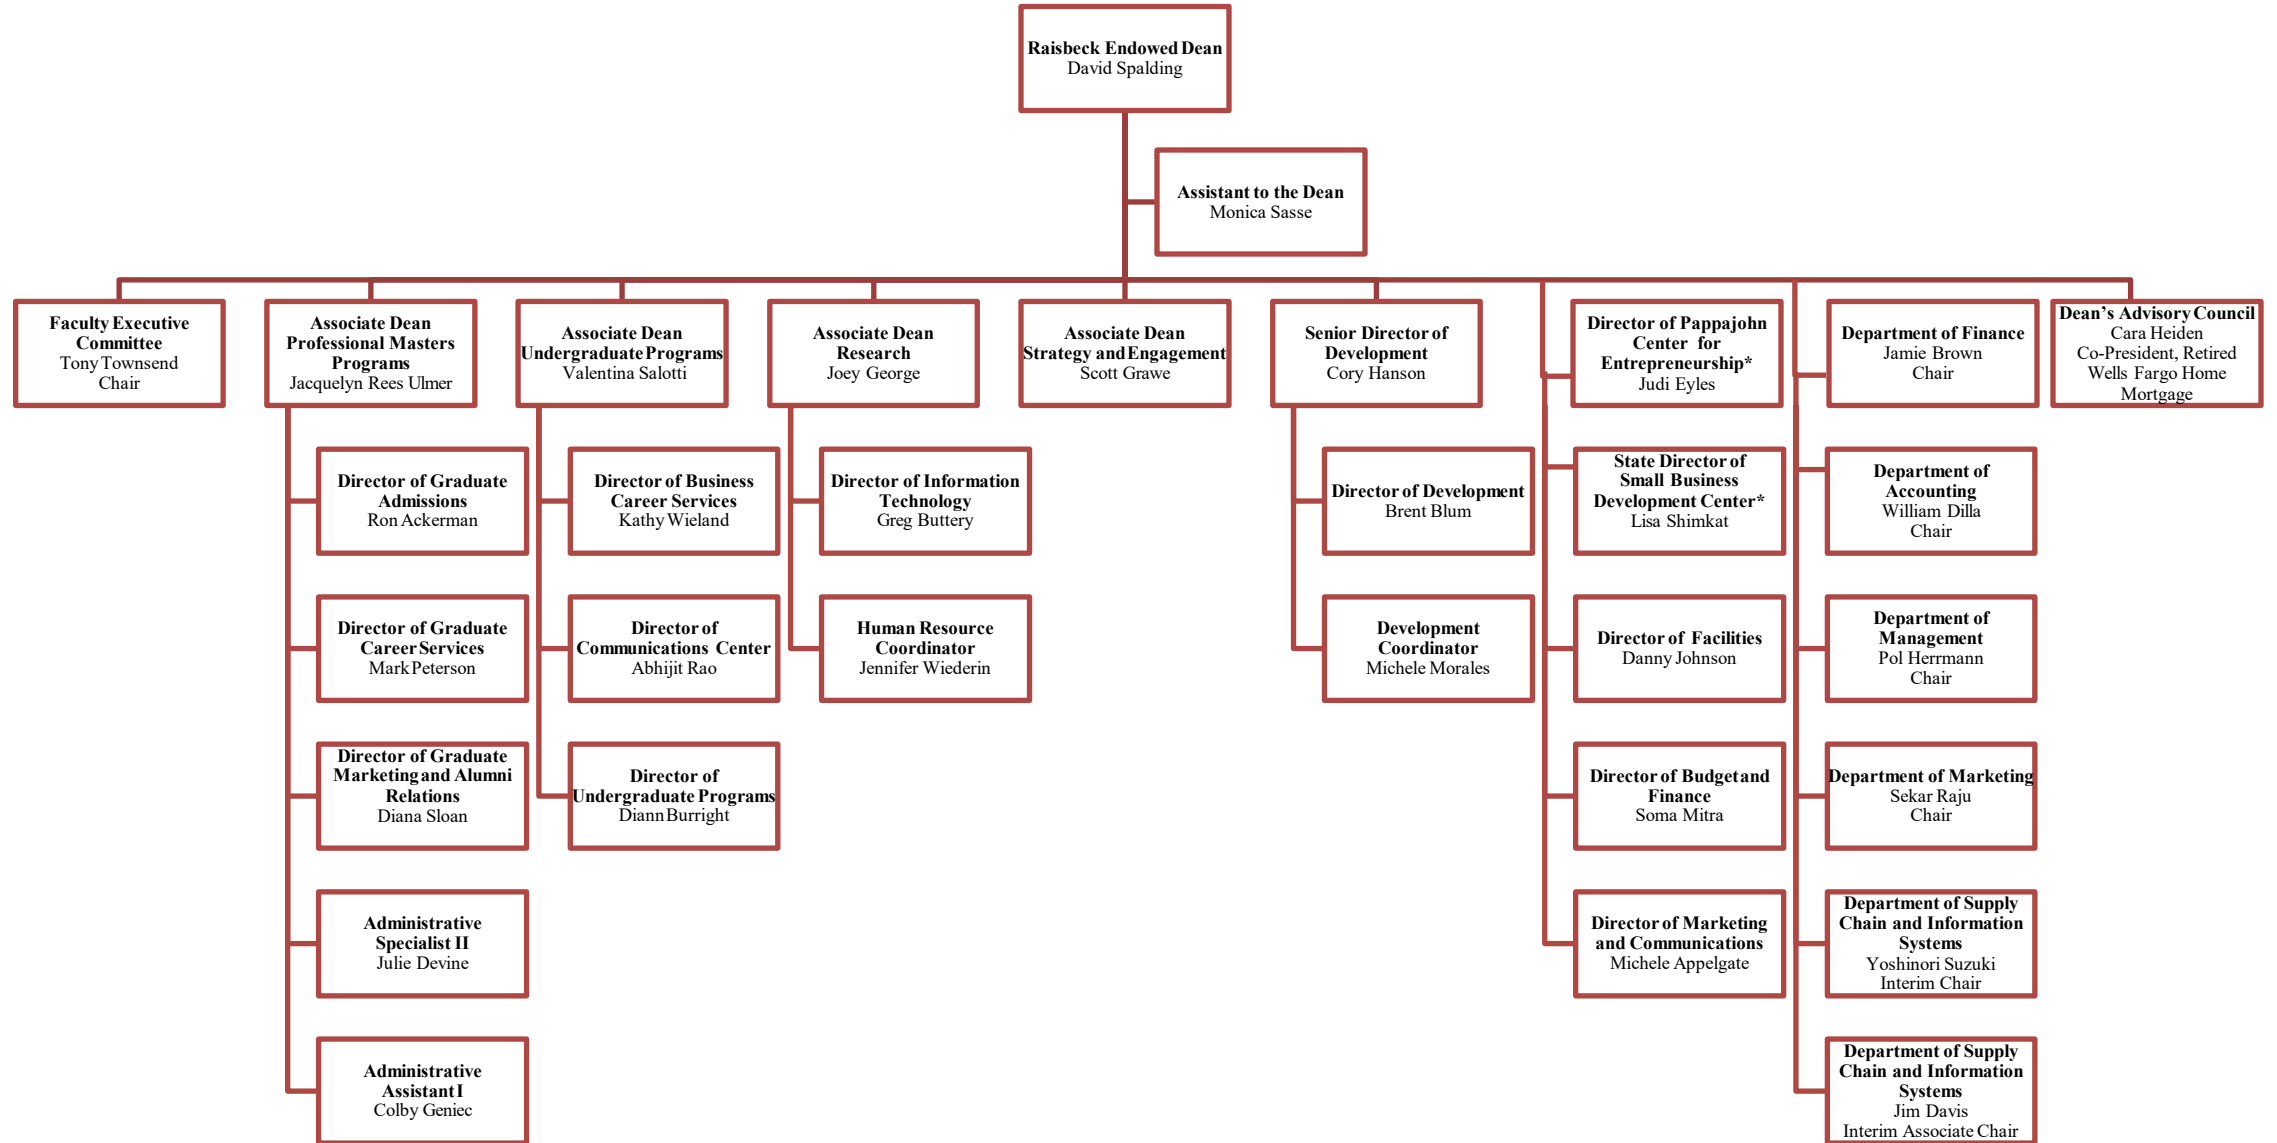 Raisbeck Endowed Dean
David Spalding
Assistant to the Dean
Monica Sasse
Faculty Executive
Committee
Tony Townsend
Chair
Associate Dean
Professional Masters
Programs
Jacquelyn Rees Ulmer
Associate Dean
Undergraduate Programs
Valentina Salotti
Associate Dean
Research
Joey George
Associate Dean
Strategy and Engagement
Scott Grawe
Senior Director of
Development
Cory Hanson
Director of Pappajohn
Center for
Entrepreneurship*
Judi Eyles
Department of Finance
Jamie Brown
Chair
Dean's Advisory Council
Cara Heiden
Co-President, Retired
Wells Fargo Home
Mortgage
Director of Graduate
Admissions
Ron Ackerman
Director of Business
Career Services
Kathy Wieland
Director of Information
Technology
Greg Buttery
Director of Development
Brent Blum
State Director of
Small Business
Development Center*
Lisa Shimkat
Department of
Accounting
William Dilla
Chair
Director of Graduate
Career Services
Mark Peterson
Director of
Communications Center
Abhijit Rao
Human Resource
Coordinator
Jennifer Wiederin
Development
Coordinator
Michele Morales
Director of Facilities
Danny Johnson
Department of
Management
Pol Herrmann
Chair
Director of Graduate
Marketing and Alumni
Relations
Diana Sloan
Director of
Undergraduate Programs
Diann Burright
Director of Budget and
Finance
Soma Mitra
Department of Marketing
Sekar Raju
Chair
Administrative
Specialist II
Julie Devine
Director of Marketing
and Communications
Michele Appelgate
Department of Supply
Chain and Information
Systems
Yoshinori Suzuki
Interim Chair
Administrative
Assistant I
Colby Geniec
Department of Supply
Chain and Information
Systems
Jim Davis
Interim Associate Chair